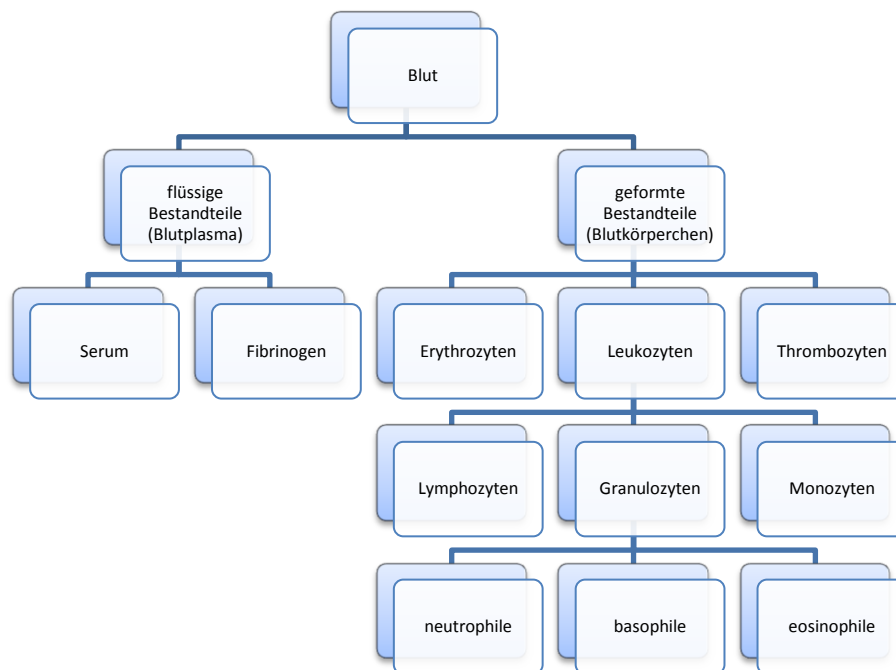 Blut
flüssige
Bestandteile
(Blutplasma)
geformte
Bestandteile
(Blutkörperchen)
Serum
Fibrinogen
Erythrozyten
Leukozyten
Thrombozyten
Lymphozyten
Granulozyten
Monozyten
neutrophile
basophile
eosinophile